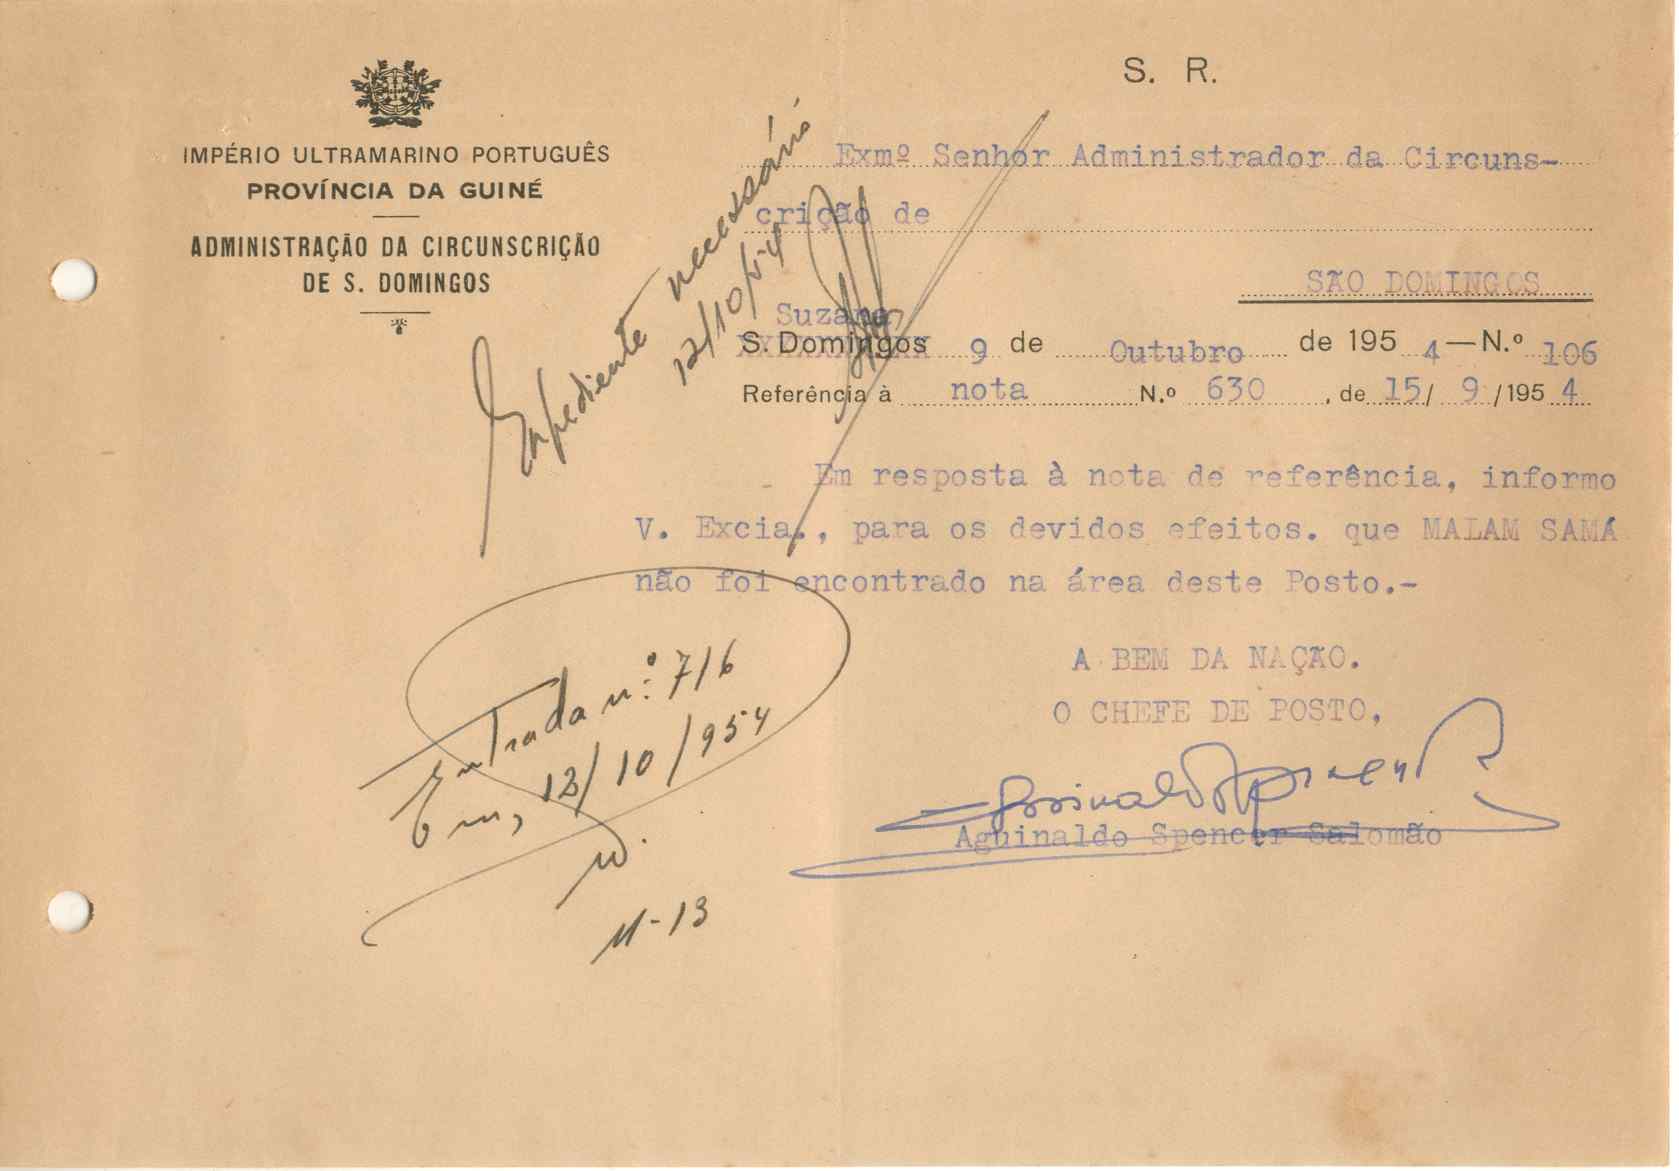 S. R.
IMPÉRIO ULTRAMARINO PORTUGUÊS
PROVÍNCIA DA GUINÉ
ADMINISTRAÇÃO DA CIRCUNSCRIÇÃO
DE S. DOMINGOS
Exmº Senhor Administrador da Circuns-
crição de
SÃO DOMINGOS
Expediente necessário
12/10/54
Suzana
S. Domingos 9 de Outubro de 1954—N.º 106
Referência à nota N.º 630, de 15/ 9 /1954
Em resposta à nota de referência, informo
V. Excia., para os devidos efeitos. que MALAM SAMÁ
não foi encontrado na área deste Posto.-
A BEM DA NAÇÃO.
O CHEFE DE POSTO,
Aguinaldo Spencer Salomão
Entrada nº: 716
Em, 12/10/954
M-13